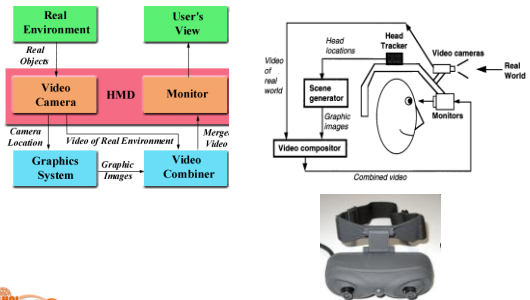 Real
Environment
User's
View
Real
Objects
Video
Camera
HMD
Monitor
Camera
Location
Video of Real Environment
Merge
Video
Graphics
System
Graphic
Images
Video
Combiner
Head
locations
Head
Tracker
Video cameras
Video
of
real
world
Real
World
Scene
generator
Monitors
Graphic
images
Video compositor
Combined video